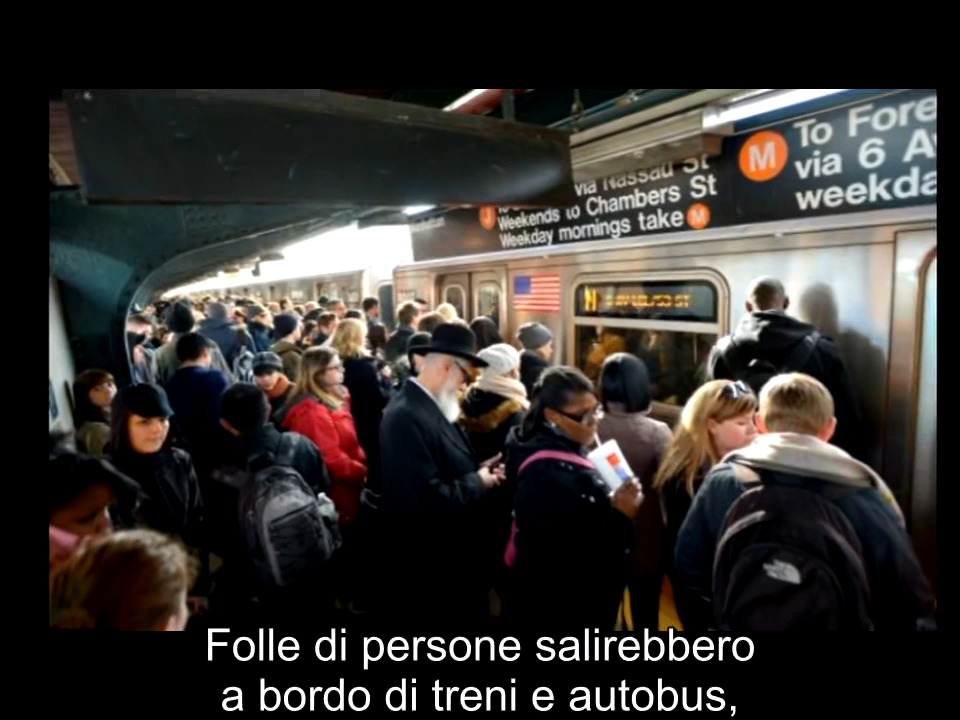 To Fore
via 6 A
weekda
M
via Nassau St
J
Weekends to Chambers St
Weekday mornings take M
N
Folle di persone salirebbero
a bordo di treni e autobus,